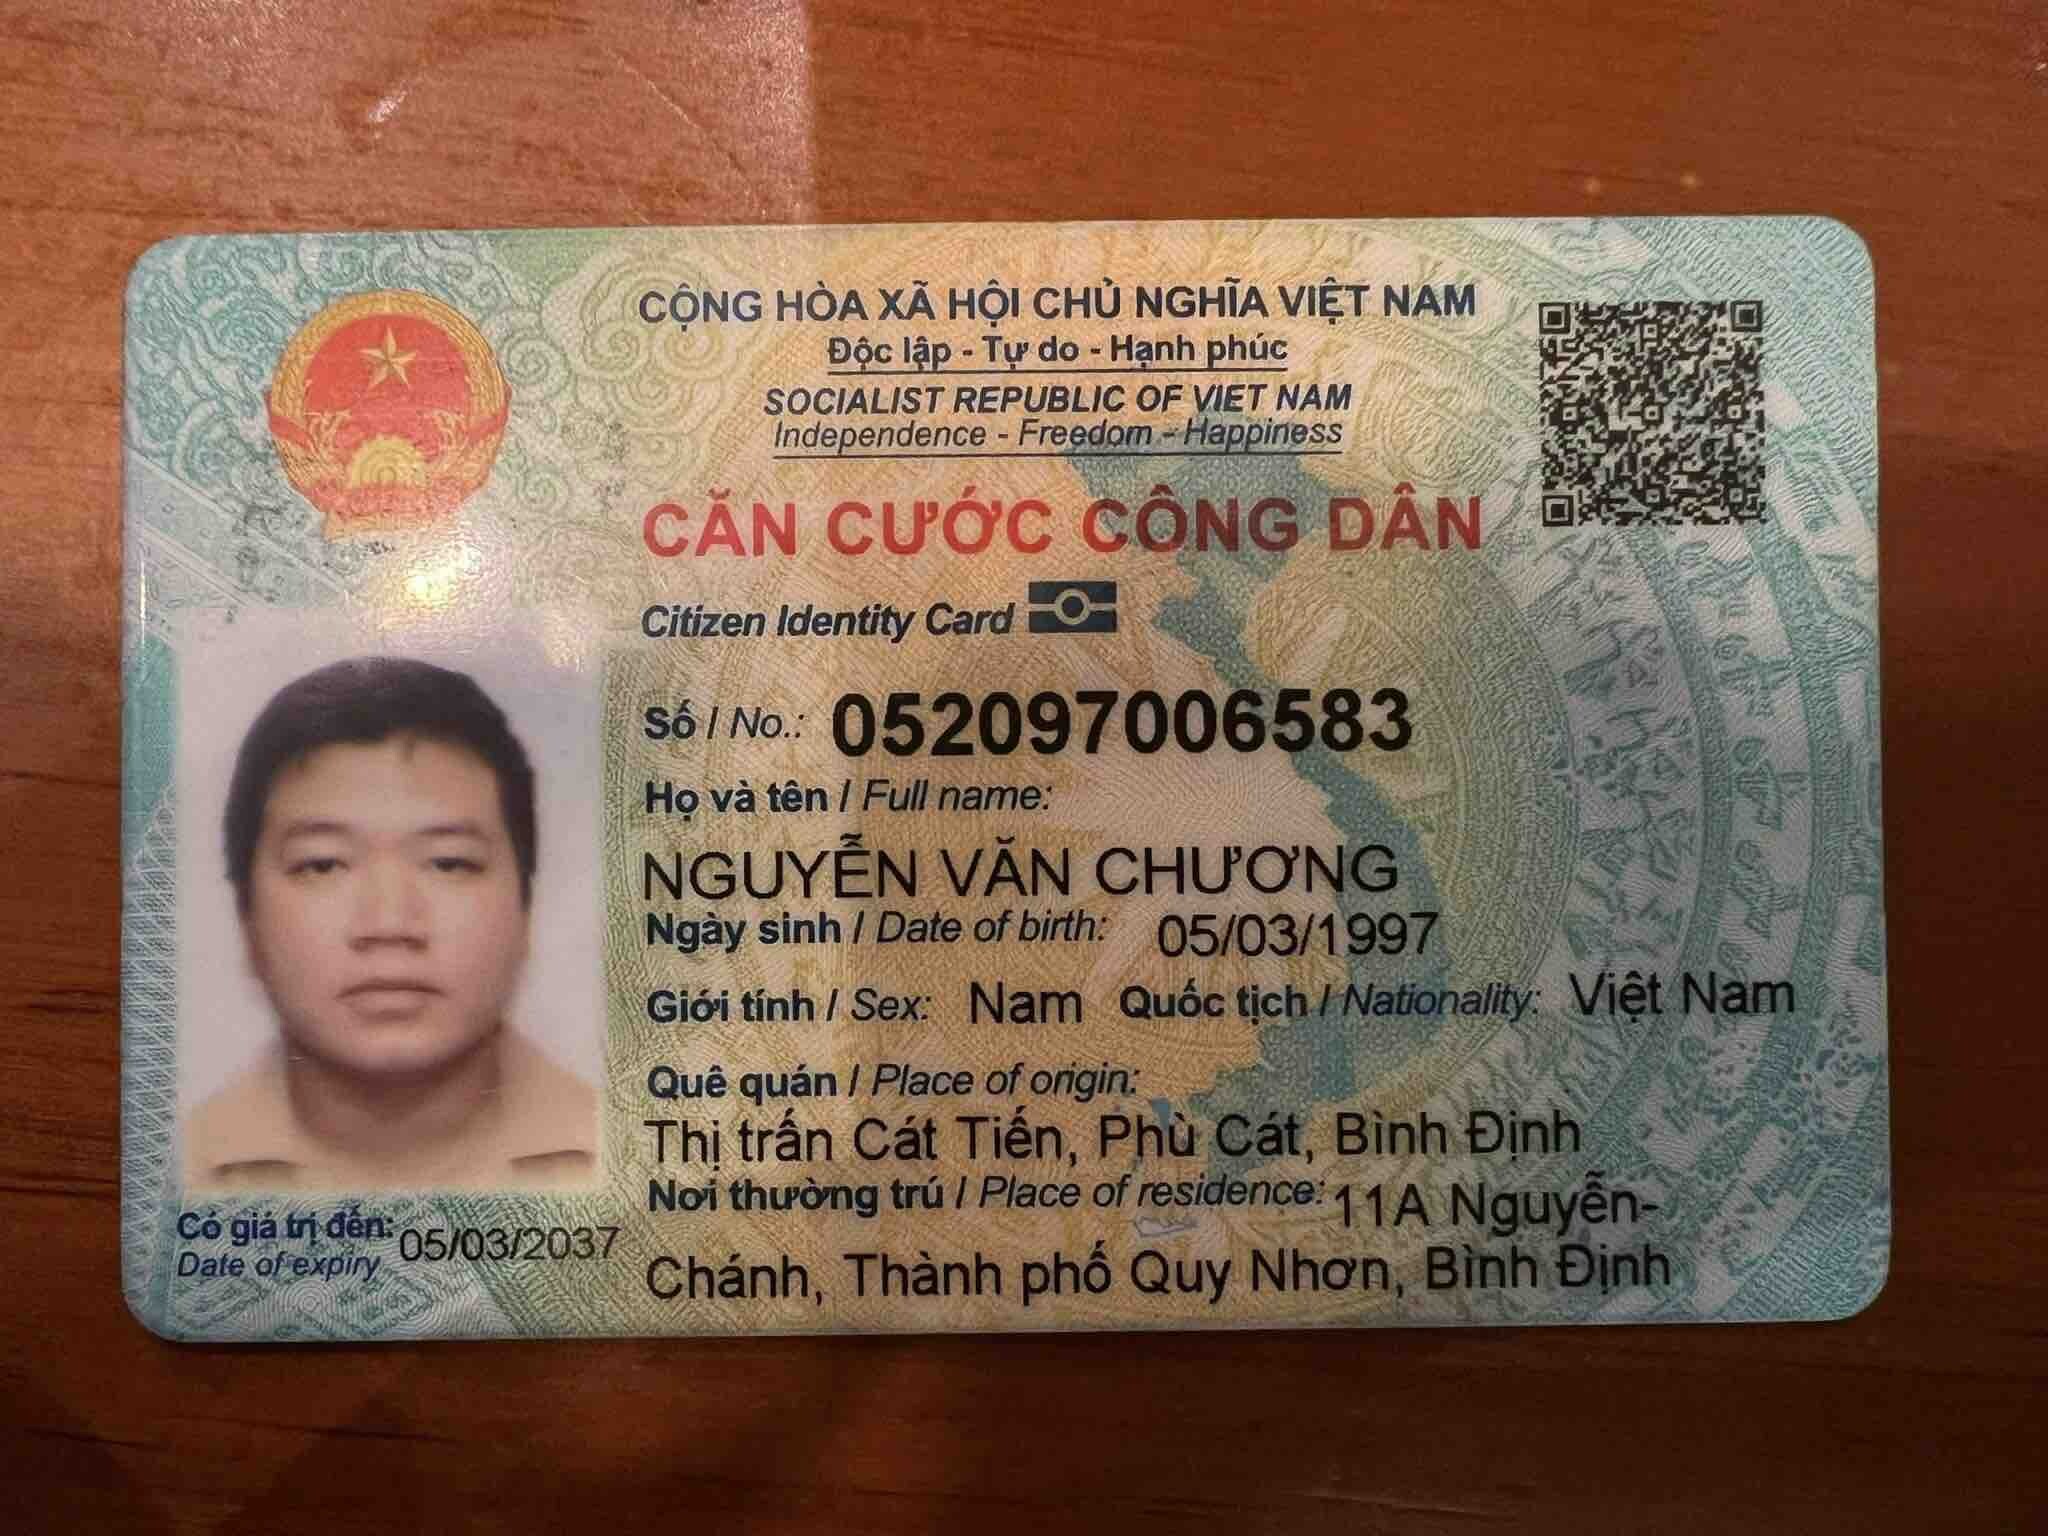 CỘNG HÒA XÃ HỘI CHỦ NGHĨA VIỆT NAM
Độc lập - Tự do - Hạnh phúc
SOCIALIST REPUBLIC OF VIET NAM
Independence - Freedom - Happiness
CĂN CƯỚC CÔNG DÂN
Citizen Identity Card
Số / No.: 052097006583
Họ và tên / Full name:
NGUYỄN VĂN CHƯƠNG
Ngày sinh / Date of birth: 05/03/1997
Giới tính / Sex: Nam Quốc tịch / Nationality: Việt Nam
Quê quán / Place of origin:
Thị trấn Cát Tiến, Phù Cát, Bình Định
Nơi thường trú / Place of residence: 11A Nguyễn-
Chánh, Thành phố Quy Nhơn, Bình Định
Có giá trị đến: 05/03/2037
Date of expiry